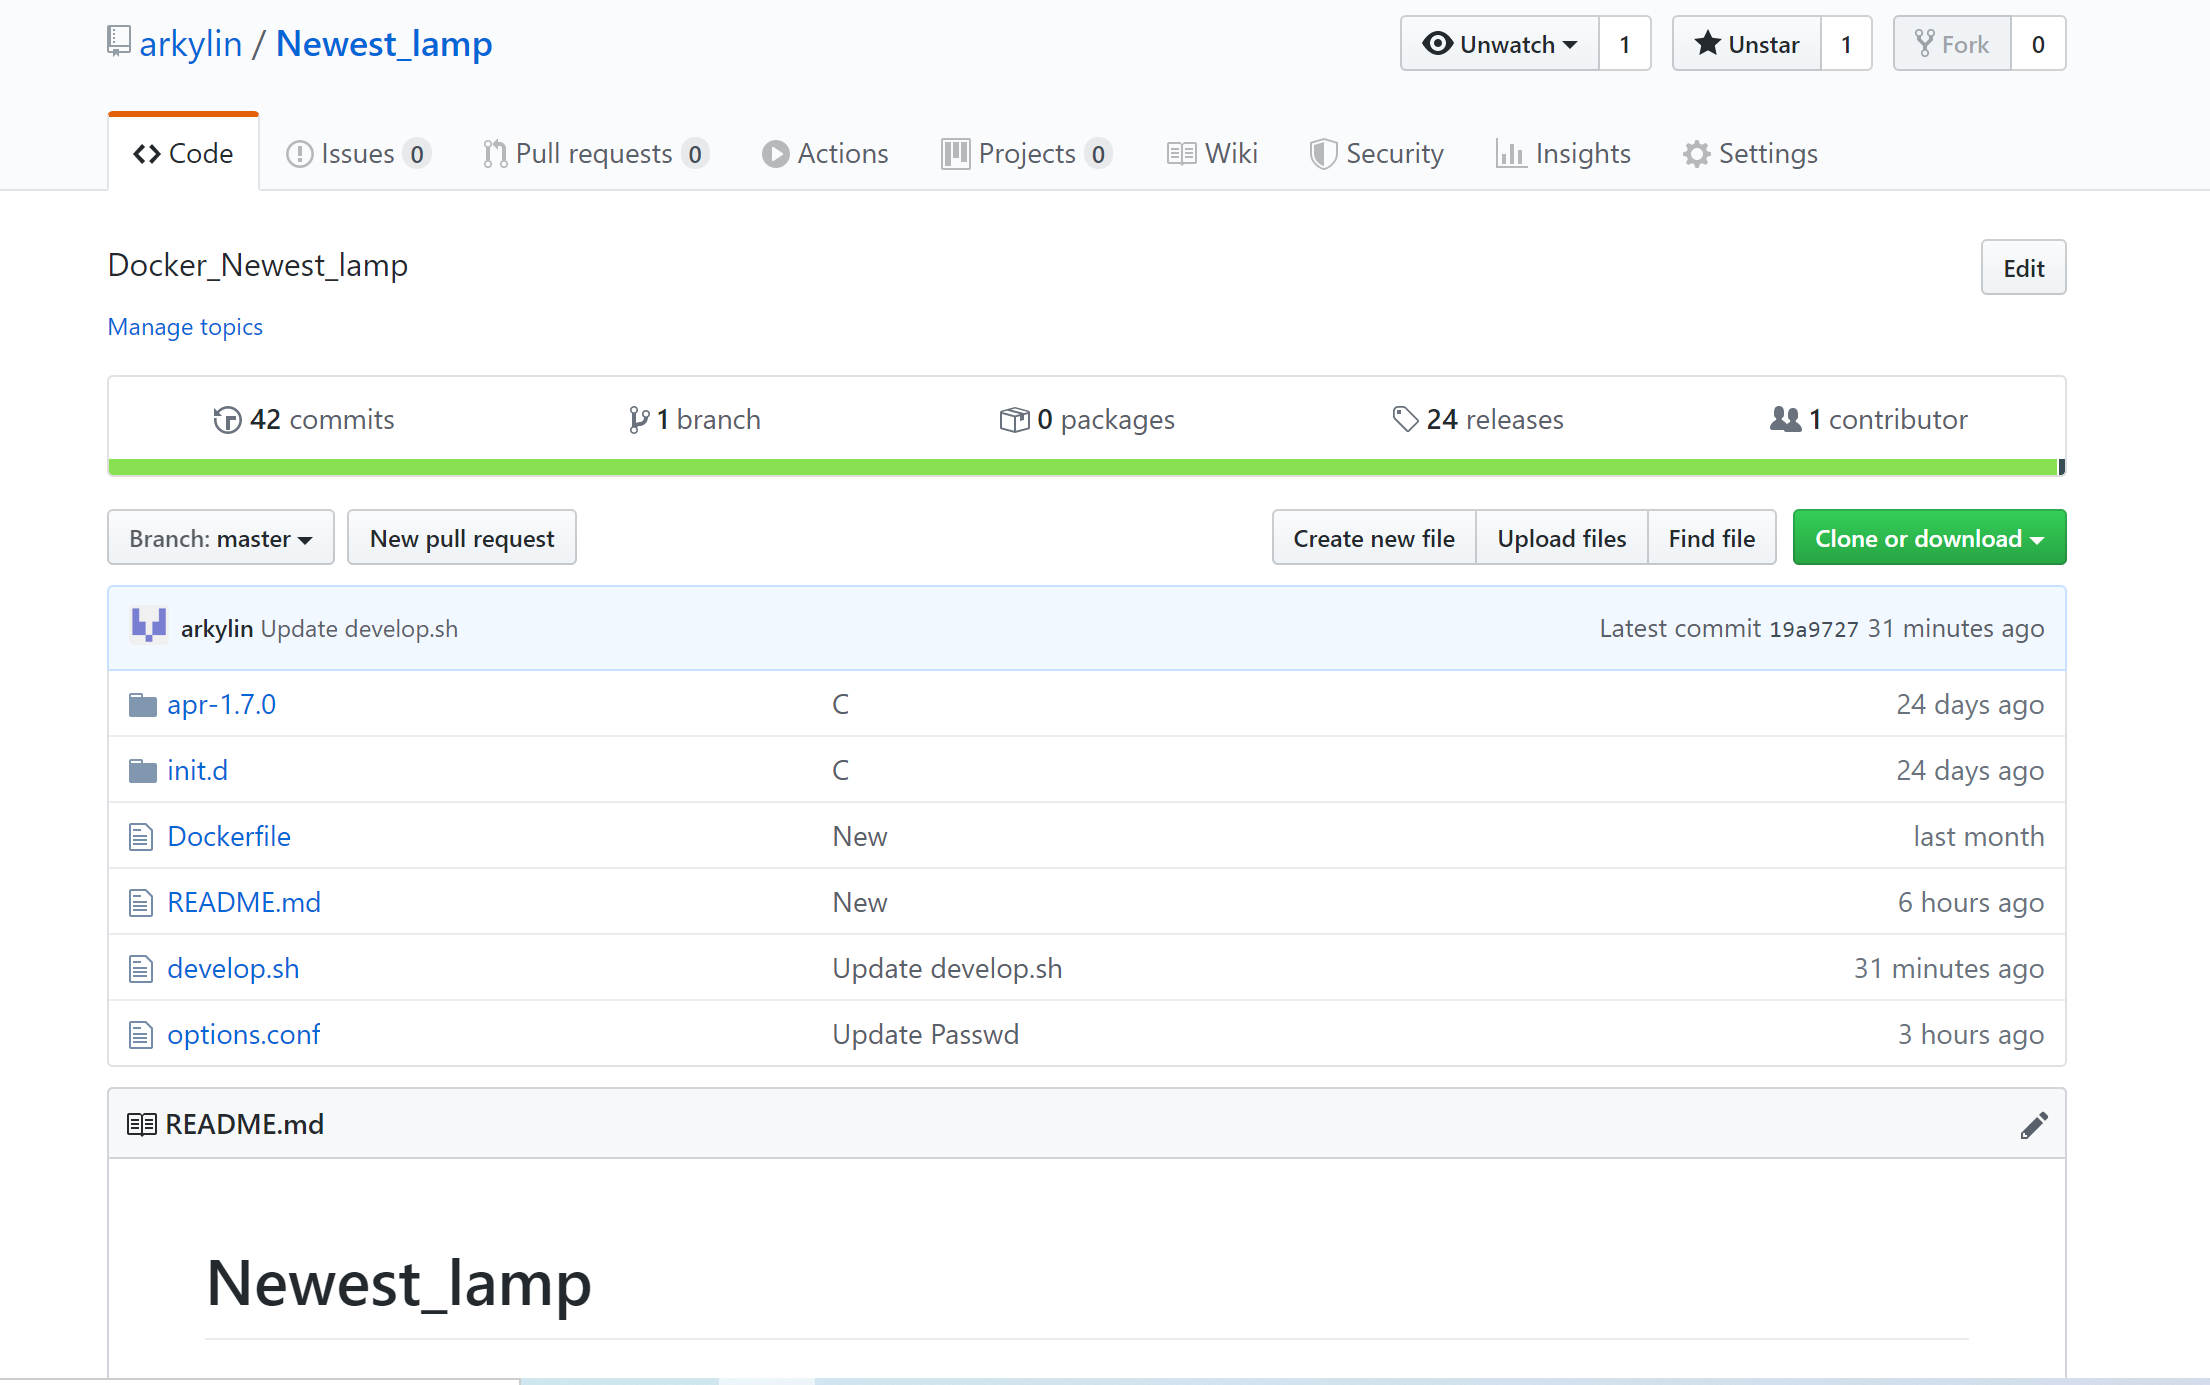 arkylin / Newest_lamp
Unwatch 1 Unstar 1 Fork 0
Code Issues 0 Pull requests 0 Actions Projects 0 Wiki Security Insights Settings
Docker_Newest_lamp
Edit
Manage topics
42 commits 1 branch 0 packages 24 releases 1 contributor
Branch: master New pull request Create new file Upload files Find file Clone or download
arkylin Update develop.sh Latest commit 19a9727 31 minutes ago
apr-1.7.0 C 24 days ago
init.d C 24 days ago
Dockerfile New last month
README.md New 6 hours ago
develop.sh Update develop.sh 31 minutes ago
options.conf Update Passwd 3 hours ago
README.md
Newest_lamp